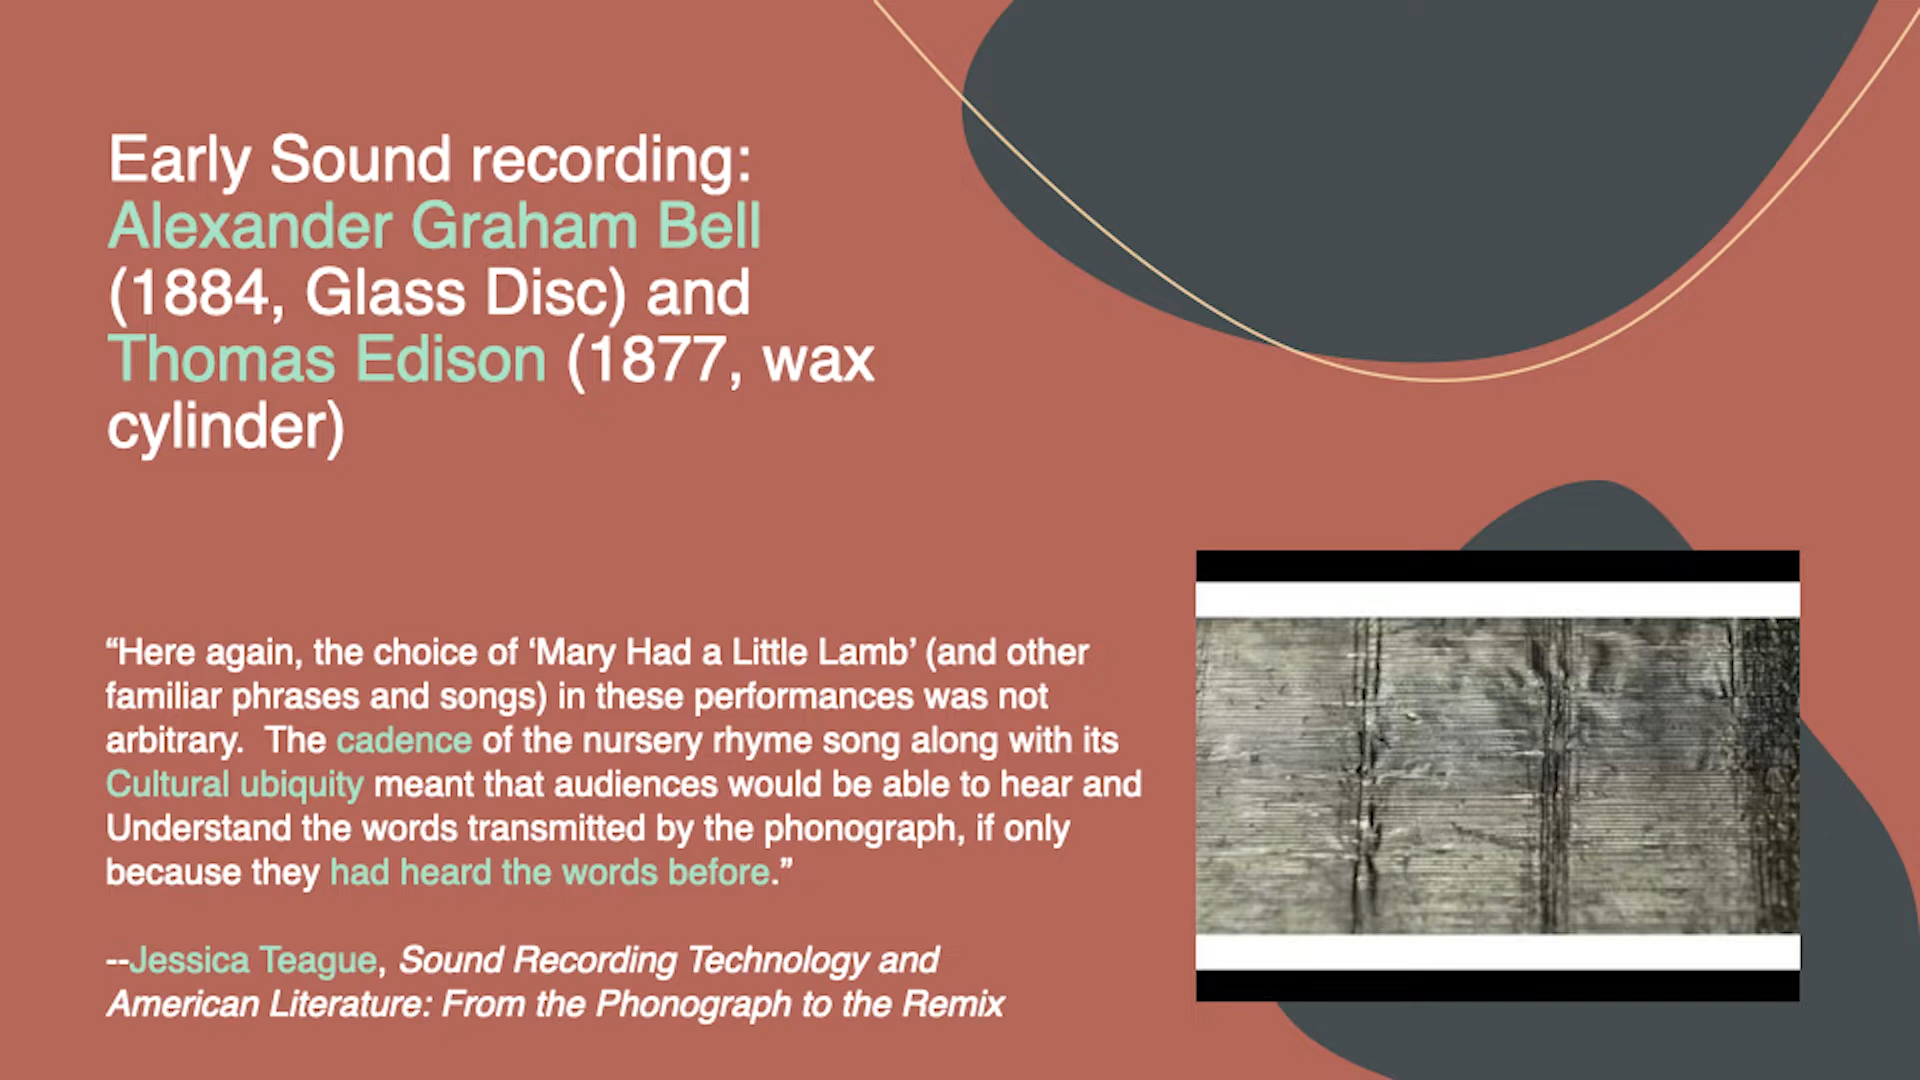 Early Sound recording:
Alexander Graham Bell
(1884, Glass Disc) and
Thomas Edison (1877, wax
cylinder)
“Here again, the choice of ‘Mary Had a Little Lamb’ (and other
familiar phrases and songs) in these performances was not
arbitrary.  The cadence of the nursery rhyme song along with its
Cultural ubiquity meant that audiences would be able to hear and
Understand the words transmitted by the phonograph, if only
because they had heard the words before.”
--Jessica Teague, Sound Recording Technology and
American Literature: From the Phonograph to the Remix